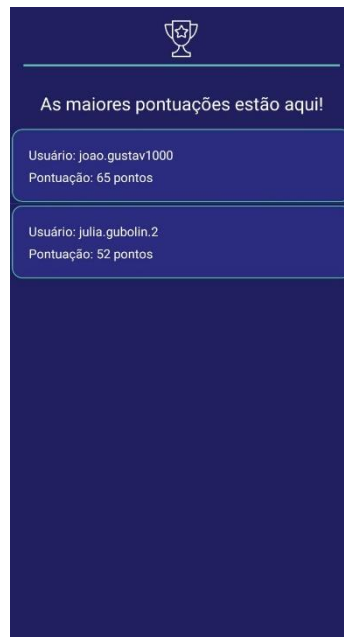 As maiores pontuações estão aqui!
Usuário: joao.gustav1000
Pontuação: 65 pontos
Usuário: julia.gubolin.2
Pontuação: 52 pontos